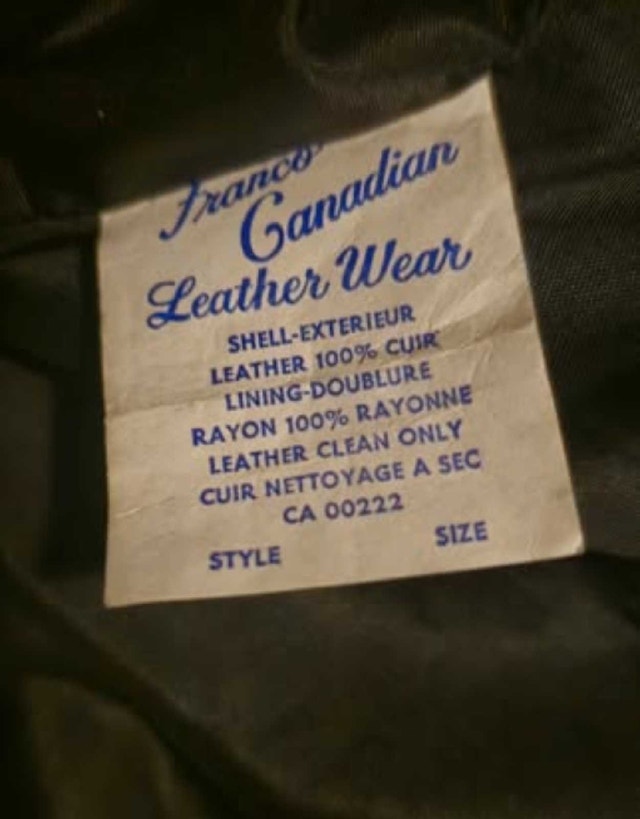 Franco
Canadian
Leather Wear
SHELL-EXTERIEUR
LEATHER 100% CUIR
LINING-DOUBLURE
RAYON 100% RAYONNE
LEATHER CLEAN ONLY
CUIR NETTOYAGE A SEC
CA 00222
STYLE SIZE